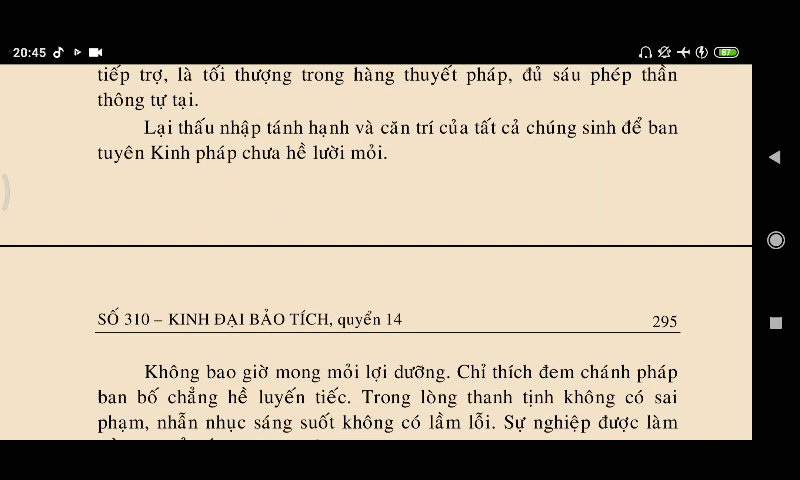 20:45
87
tiếp trợ, là tối thượng trong hàng thuyết pháp, đủ sáu phép thần
thông tự tại.
Lại thấu nhập tánh hạnh và căn trí của tất cả chúng sinh để ban
tuyên Kinh pháp chưa hề lười mỏi.
SỐ 310 – KINH ĐẠI BẢO TÍCH, quyển 14
295
Không bao giờ mong mỏi lợi dưỡng. Chỉ thích đem chánh pháp
ban bố chẳng hề luyến tiếc. Trong lòng thanh tịnh không có sai
phạm, nhẫn nhục sáng suốt không có lầm lỗi. Sự nghiệp được làm